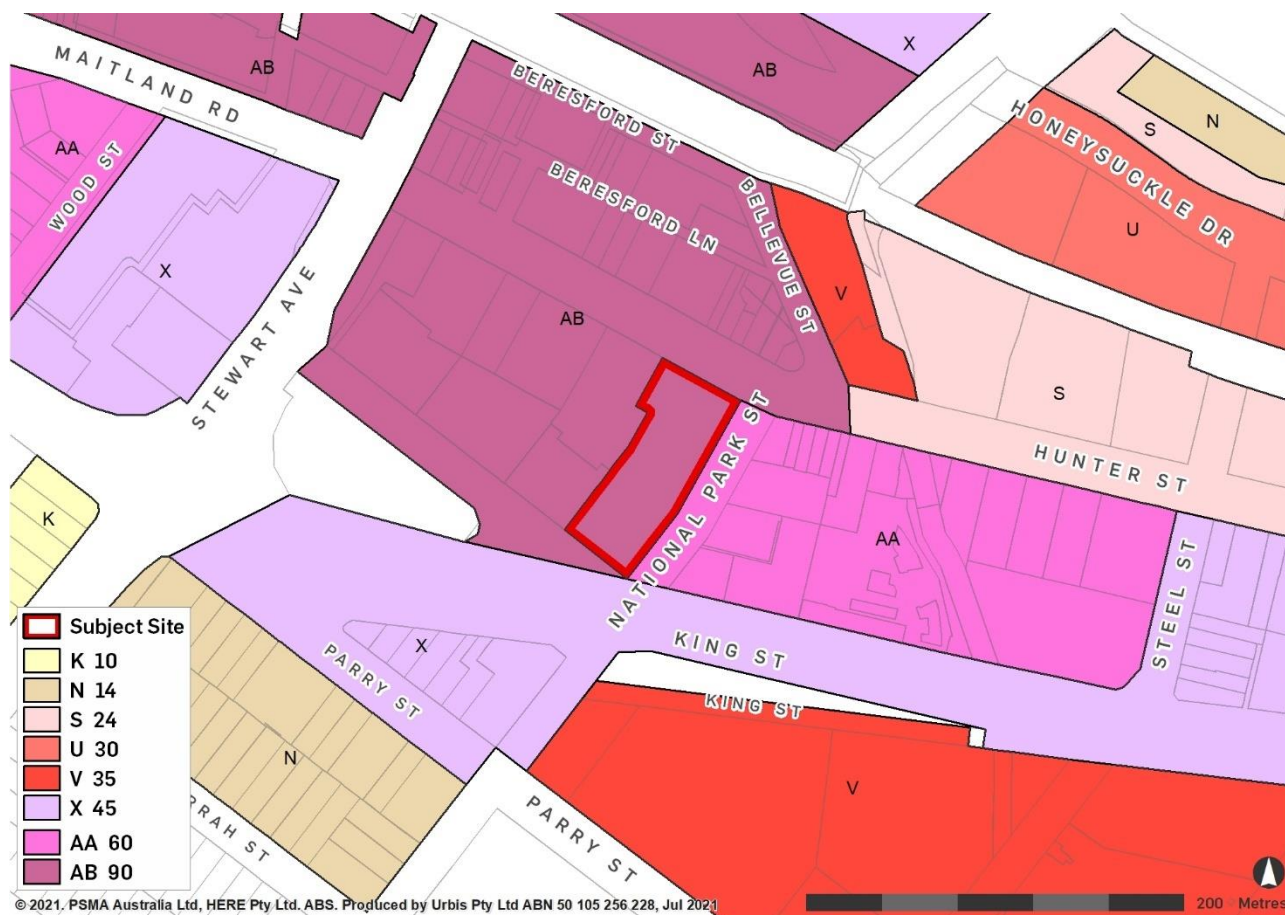 X
AB
AB
MAITLAND RD
BERESFORD ST
HONEYSUCKLE DR
N
S
AA
WOOD ST
BERESFORD LN
BELLEVUE ST
U
X
V
STEWART AVE
AB
S
HUNTER ST
NATIONAL PARK ST
K
AA
STEEL ST
KING ST
X
PARRY ST
KING ST
N
V
RRAH ST
PARRY ST
Subject Site
K 10
N 14
S 24
U 30
V 35
X 45
AA 60
AB 90
200 Metres
© 2021. PSMA Australia Ltd, HERE Pty Ltd. ABS. Produced by Urbis Pty Ltd ABN 50 105 256 228, Jul 2021